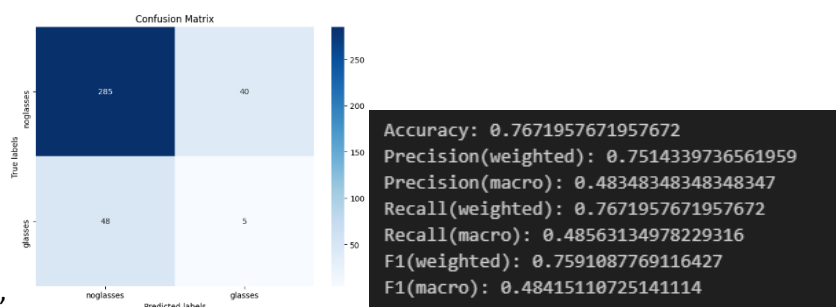 Confusion Matrix
noglasses
285
40
glasses
48
5
True labels
noglasses
glasses
Predicted labels
250
200
150
100
50
,
Accuracy: 0.7671957671957672
Precision(weighted): 0.7514339736561959
Precision(macro): 0.48348348348348347
Recall(weighted): 0.7671957671957672
Recall(macro): 0.48563134978229316
F1(weighted): 0.7591087769116427
F1(macro): 0.48415110725141114